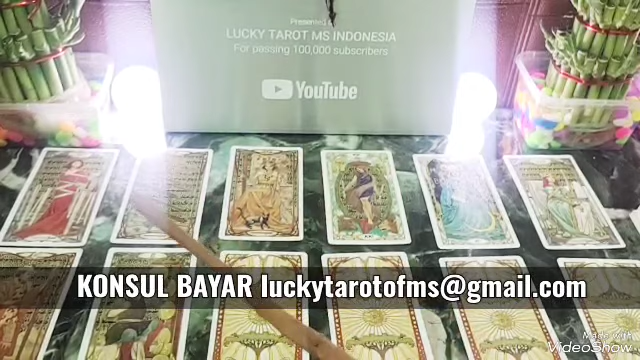 Presented to
LUCKY TAROT MS INDONESIA
For passing 100,000 subscribers
YouTube
KONSUL BAYAR luckytarotofms@gmail.com
Made with
VideoShow